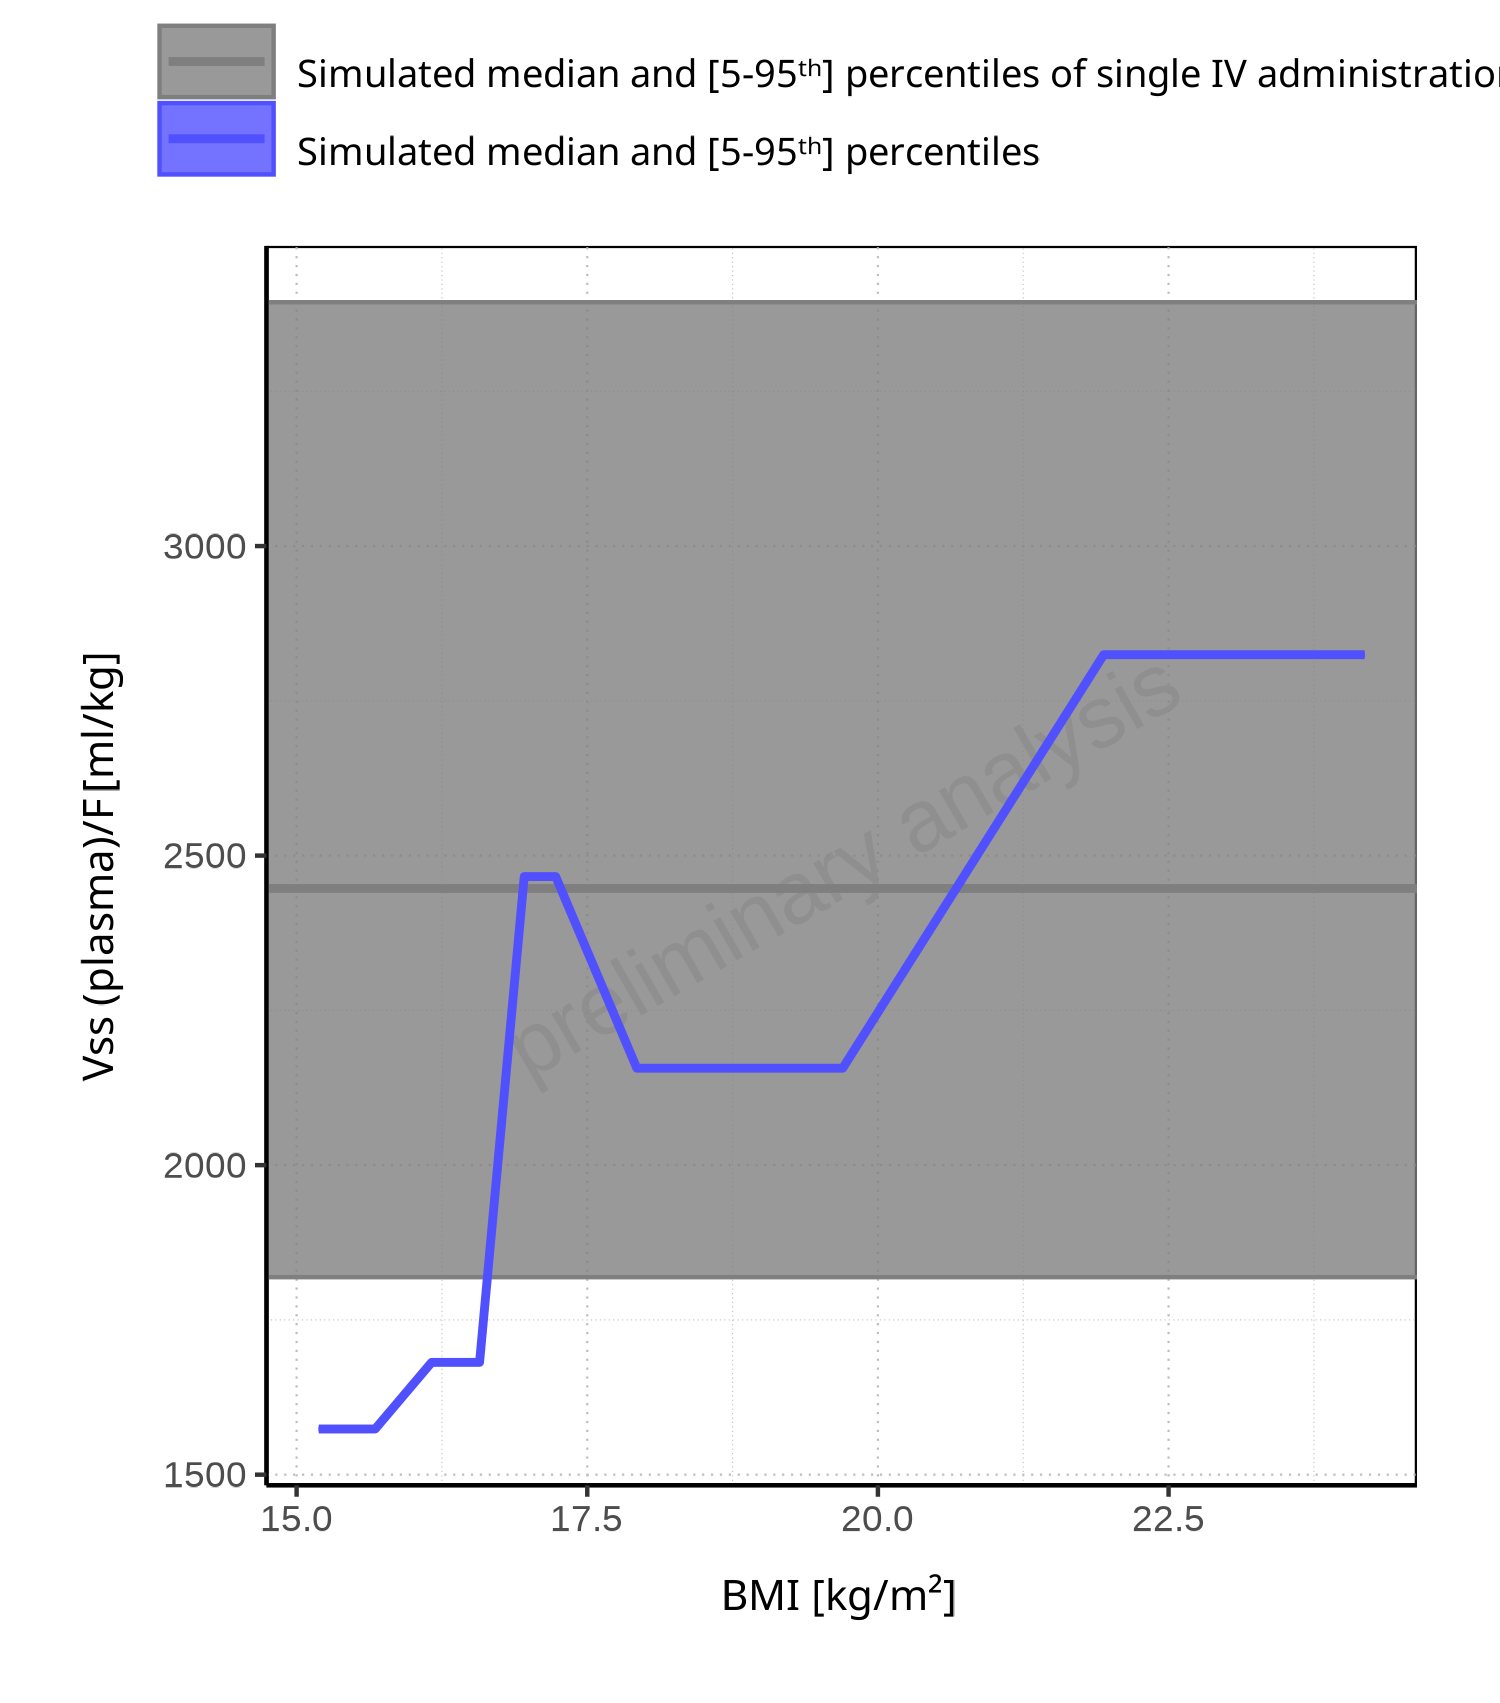 Simulated median and [5-95ᵗʰ] percentiles of single IV administration
Simulated median and [5-95ᵗʰ] percentiles
3000
2500
2000
1500
Vss (plasma)/F [ml/kg]
preliminary analysis
15.0 17.5 20.0 22.5
BMI [kg/m²]